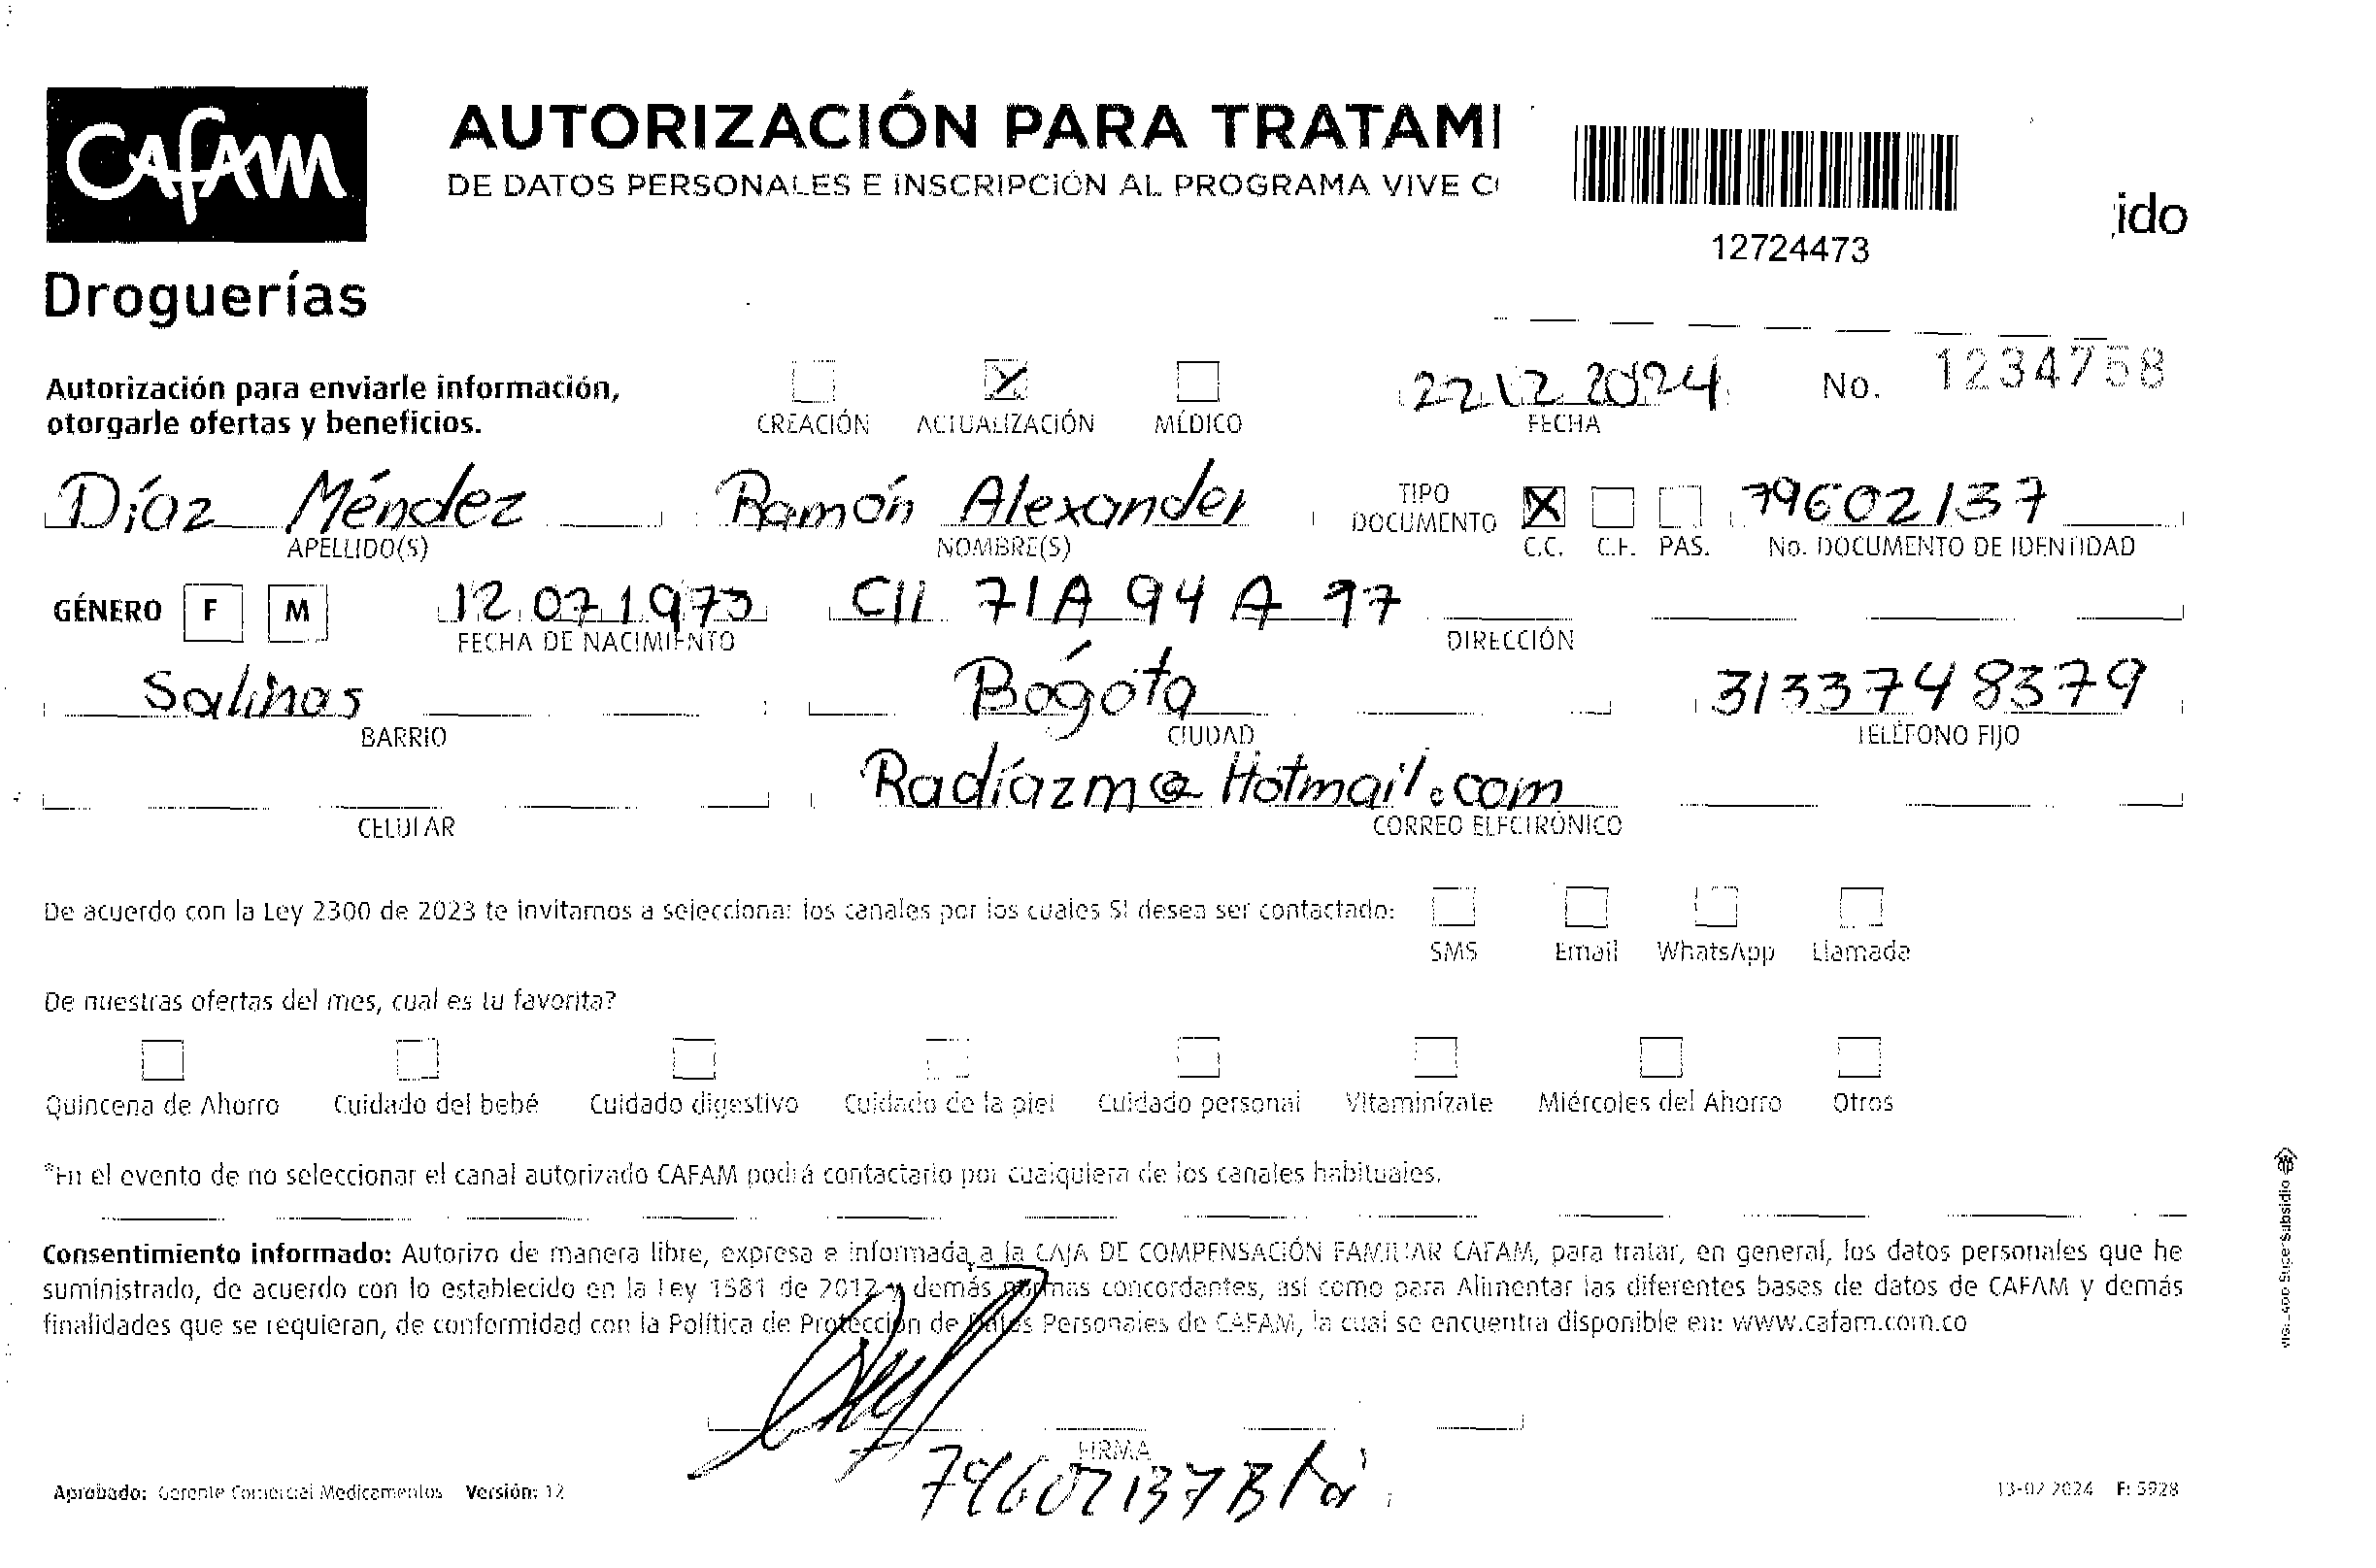 CAFAM
Droguerías
AUTORIZACIÓN PARA TRATAMI
DE DATOS PERSONALES E INSCRIPCIÓN AL PROGRAMA VIVE C
12724473
ido
Autorización para enviarle información,
otorgarle ofertas y beneficios.
CREACIÓN ACTUALIZACIÓN MÉDICO
22 12 2024
FECHA
No. 1234758
Díaz Méndez Ramón Alexander TIPO DOCUMENTO X 79602137
APELLIDO(S) NOMBRE(S) C.C. C.E. PAS. No. DOCUMENTO DE IDENTIDAD
GÉNERO F M 12 07 1973 Cll 71A 94 A 97
FECHA DE NACIMIENTO DIRECCIÓN
Salinas Bogóta 3133748379
BARRIO CIUDAD TELÉFONO FIJO
Radíazm@Hotmail.com
CELULAR CORREO ELECTRÓNICO
De acuerdo con la Ley 2300 de 2023 te invitamos a seleccionar los canales por los cuales SI desea ser contactado:
SMS Email WhatsApp Llamada
De nuestras ofertas del mes, cual es tu favorita?
Quincena de Ahorro Cuidado del bebé Cuidado digestivo Cuidado de la piel Cuidado personal Vitaminízate Miércoles del Ahorro Otros
*En el evento de no seleccionar el canal autorizado CAFAM podrá contactarlo por cualquiera de los canales habituales.
Consentimiento informado: Autorizo de manera libre, expresa e informada, a la CAJA DE COMPENSACIÓN FAMILIAR CAFAM, para tratar, en general, los datos personales que he
suministrado, de acuerdo con lo establecido en la Ley 1581 de 2012 y demás normas concordantes, así como para Alimentar las diferentes bases de datos de CAFAM y demás
finalidades que se requieran, de conformidad con la Política de Protección de Datos Personales de CAFAM, la cual se encuentra disponible en: www.cafam.com.co
FIRMA
79602137 Bta
Aprobado: Gerente Comercial Medicamentos Versión: 12
13-02 2024 F: 5928
SuperSubsidio